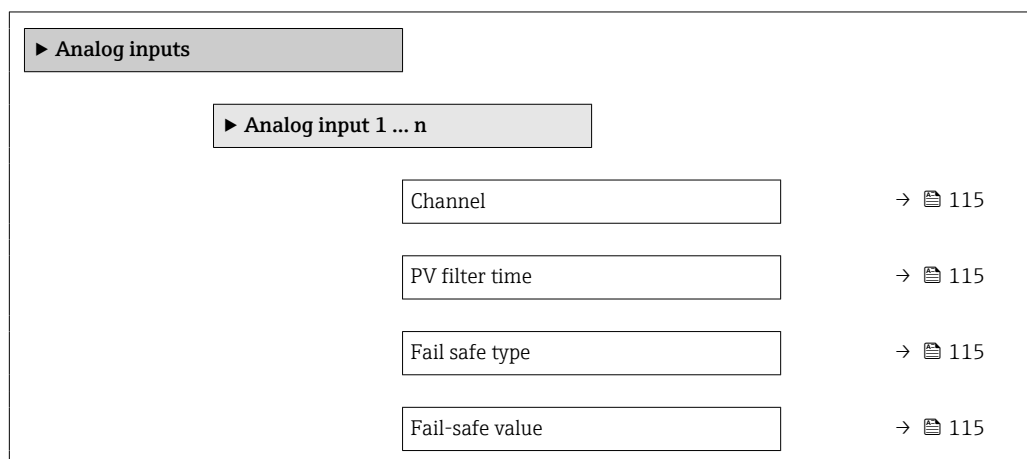 ▶ Analog inputs
▶ Analog input 1 … n
Channel → 115
PV filter time → 115
Fail safe type → 115
Fail-safe value → 115